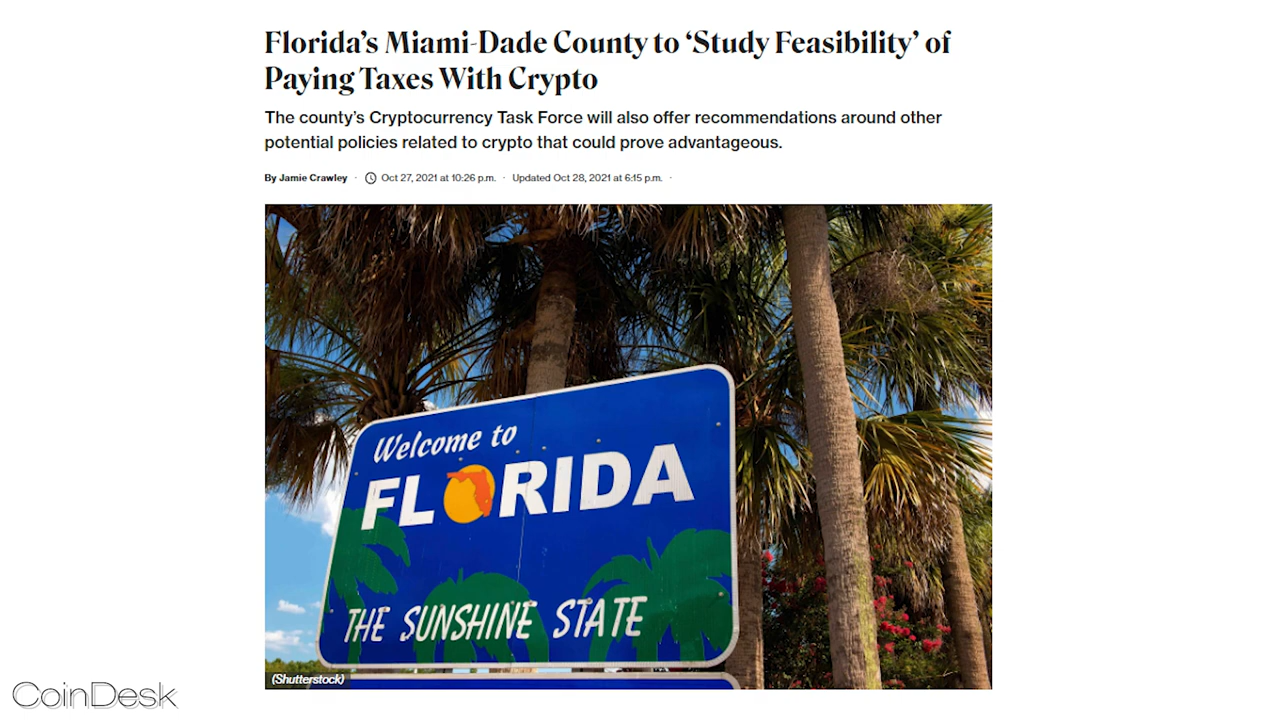 Florida’s Miami-Dade County to ‘Study Feasibility’ of
Paying Taxes With Crypto
The county’s Cryptocurrency Task Force will also offer recommendations around other
potential policies related to crypto that could prove advantageous.
By Jamie Crawley · Oct 27, 2021 at 10:26 p.m. · Updated Oct 28, 2021 at 6:15 p.m. ·
Welcome to
FLORIDA
THE SUNSHINE STATE
(Shutterstock)
CoinDesk